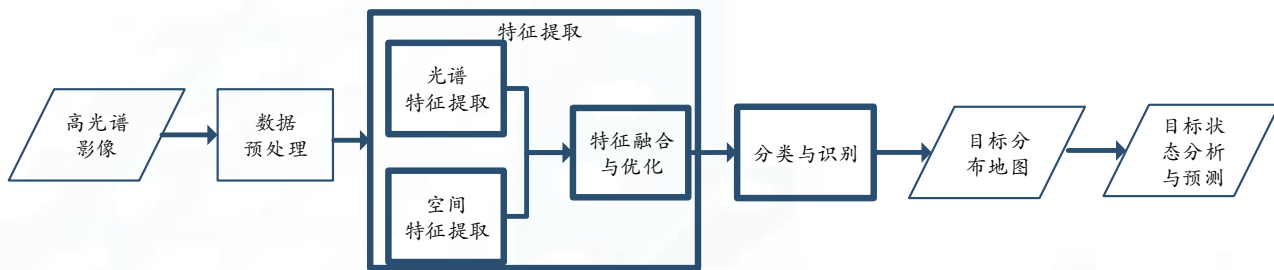 特征提取
光谱
特征提取
高光谱
影像
数据
预处理
空间
特征提取
特征融合
与优化
分类与识别
目标分
布地图
目标状
态分析
与预测